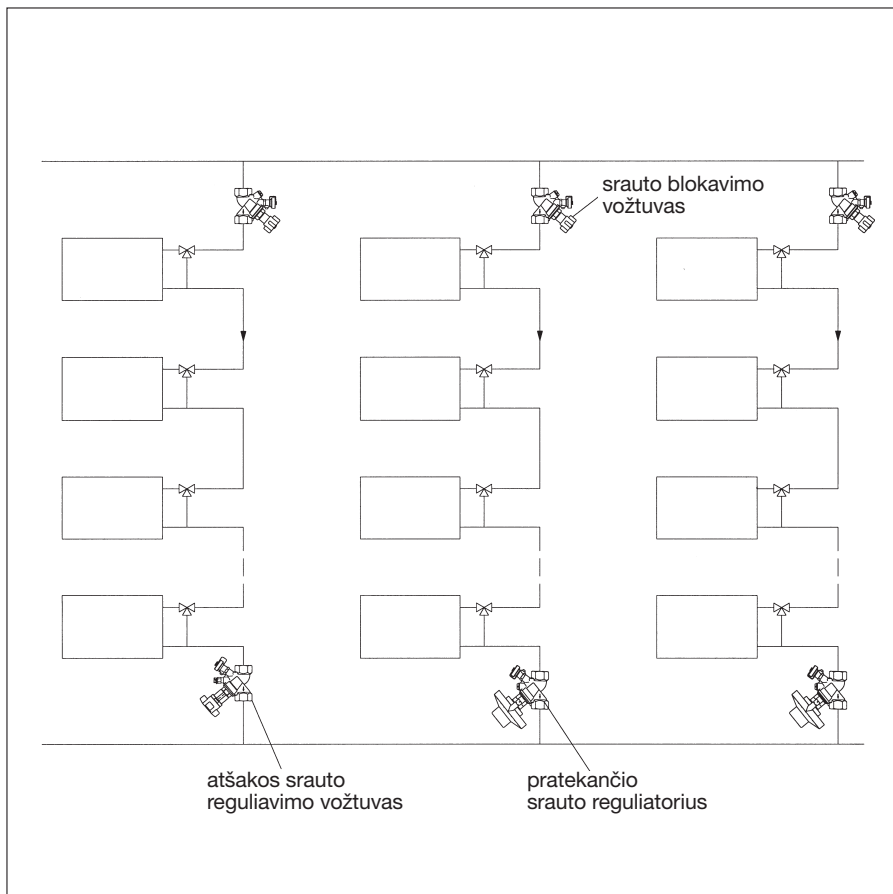 srauto blokavimo
vožtuvas
atšakos srauto
reguliavimo vožtuvas
pratekančio
srauto reguliatorius